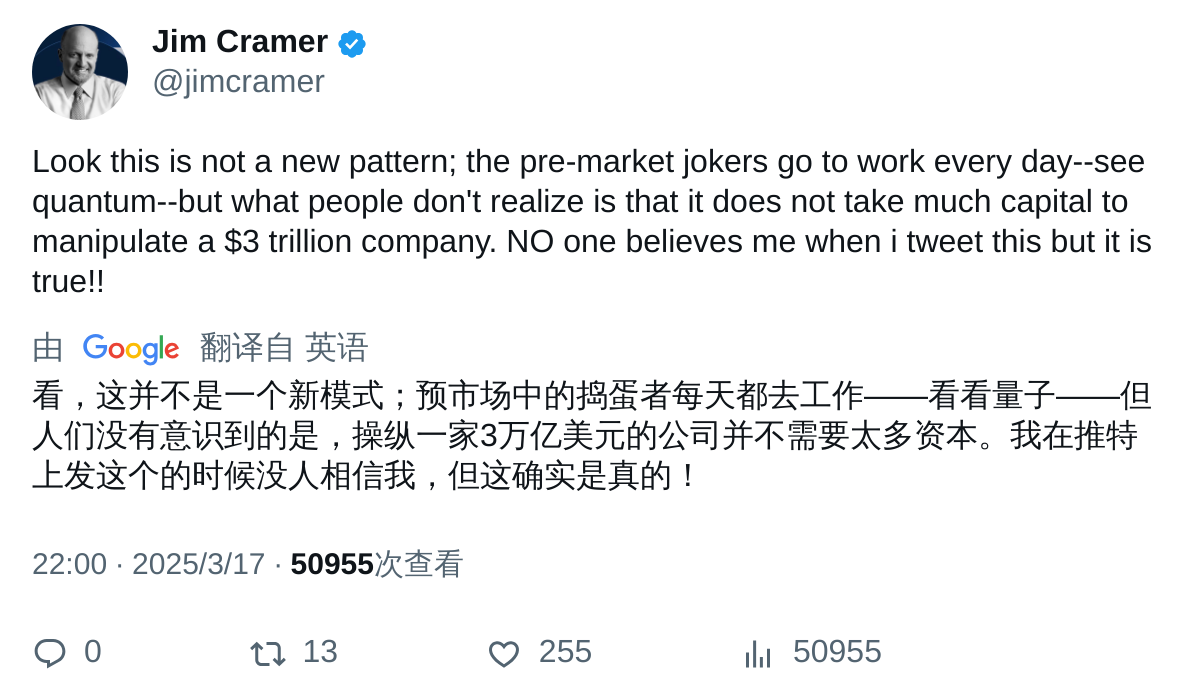 Jim Cramer
@jimcramer
Look this is not a new pattern; the pre-market jokers go to work every day--see
quantum--but what people don't realize is that it does not take much capital to
manipulate a $3 trillion company. NO one believes me when i tweet this but it is
true!!
由 Google 翻译自 英语
看，这并不是一个新模式；预市场中的捣蛋者每天都去工作——看看量子——但
人们没有意识到的是，操纵一家3万亿美元的公司并不需要太多资本。我在推特
上发这个的时候没人相信我，但这确实是真的！
22:00 · 2025/3/17 · 50955次查看
0 13 255 50955